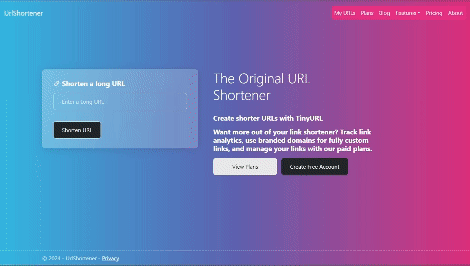 UrlShortener
My URLs Plans Blog Features Pricing About
Shorten a long URL
Enter a long URL
Shorten URL
The Original URL
Shortener
Create shorter URLs with TinyURL
Want more out of your link shortener? Track link
analytics, use branded domains for fully custom
links, and manage your links with our paid plans.
View Plans
Create Free Account
© 2024 - UrlShortener - Privacy